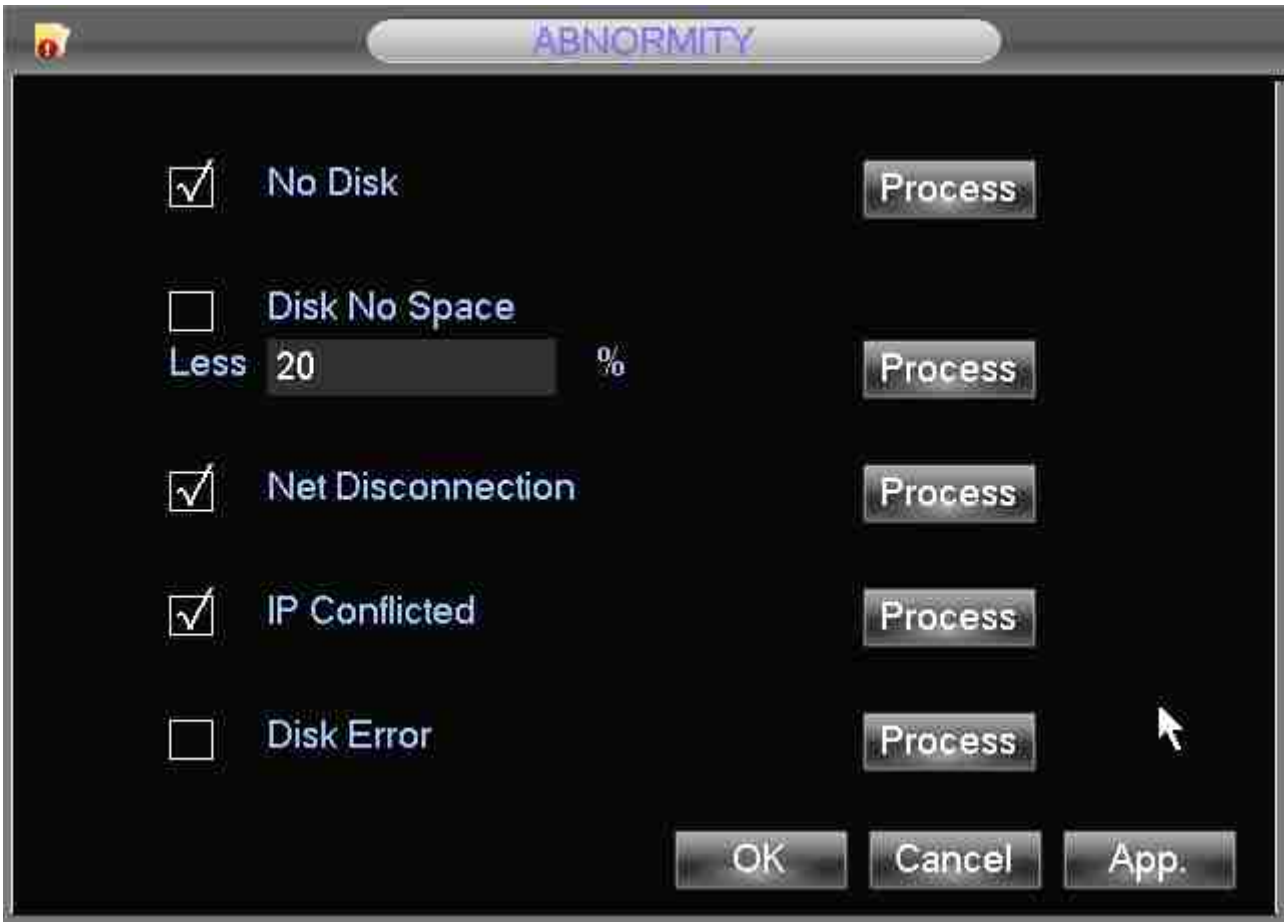 ABNORMITY
No Disk Process
Disk No Space
Less 20 % Process
Net Disconnection Process
IP Conflicted Process
Disk Error Process
OK Cancel App.